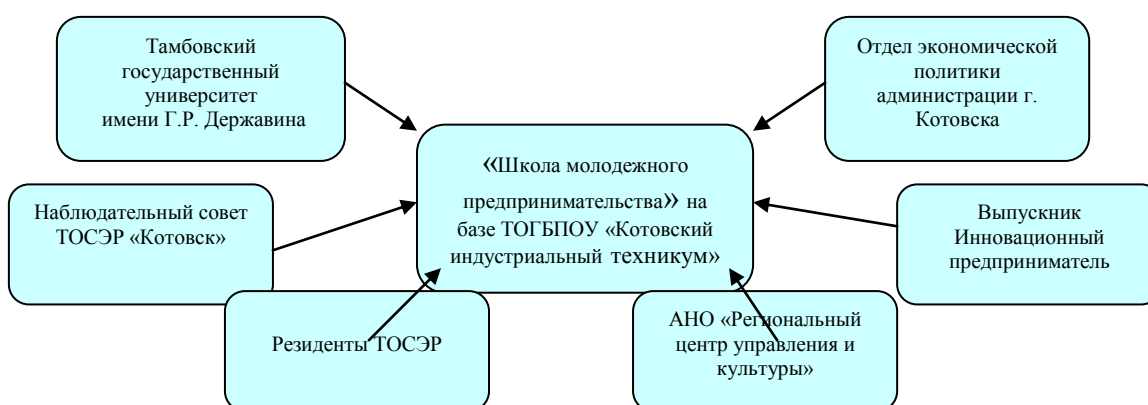 Тамбовский
государственный
университет
имени Г.Р. Державина
Отдел экономической
политики
администрации г.
Котовска
«Школа молодежного
предпринимательства» на
базе ТОГБПОУ «Котовский
индустриальный техникум»
Наблюдательный совет
ТОСЭР «Котовск»
Выпускник
Инновационный
предприниматель
Резиденты ТОСЭР
АНО «Региональный
центр управления и
культуры»